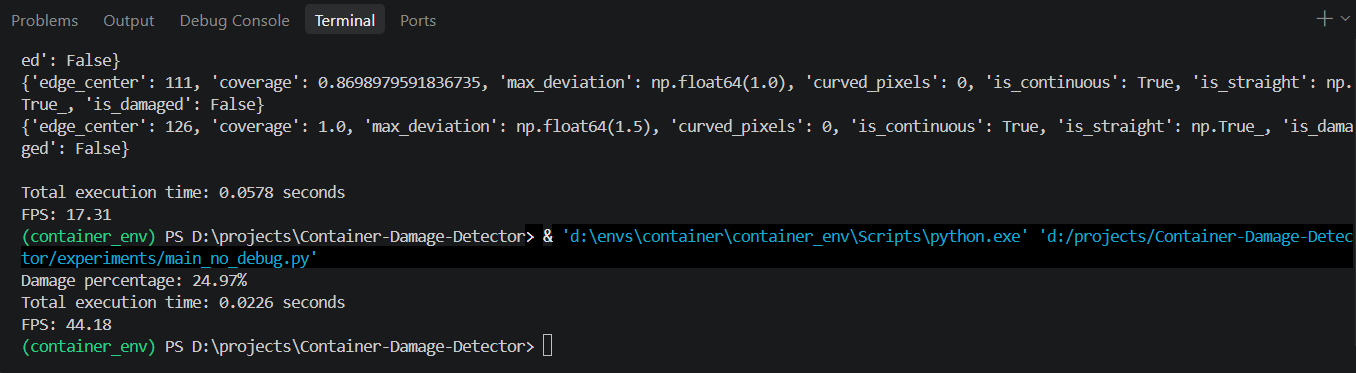 Problems Output Debug Console Terminal Ports
ed': False}
{'edge_center': 111, 'coverage': 0.8698979591836735, 'max_deviation': np.float64(1.0), 'curved_pixels': 0, 'is_continuous': True, 'is_straight': np.
True_, 'is_damaged': False}
{'edge_center': 126, 'coverage': 1.0, 'max_deviation': np.float64(1.5), 'curved_pixels': 0, 'is_continuous': True, 'is_straight': np.True_, 'is_dama
ged': False}
Total execution time: 0.0578 seconds
FPS: 17.31
(container_env) PS D:\projects\Container-Damage-Detector> & 'd:\envs\container\container_env\Scripts\python.exe' 'd:/projects/Container-Damage-Detec
tor/experiments/main_no_debug.py'
Damage percentage: 24.97%
Total execution time: 0.0226 seconds
FPS: 44.18
(container_env) PS D:\projects\Container-Damage-Detector>